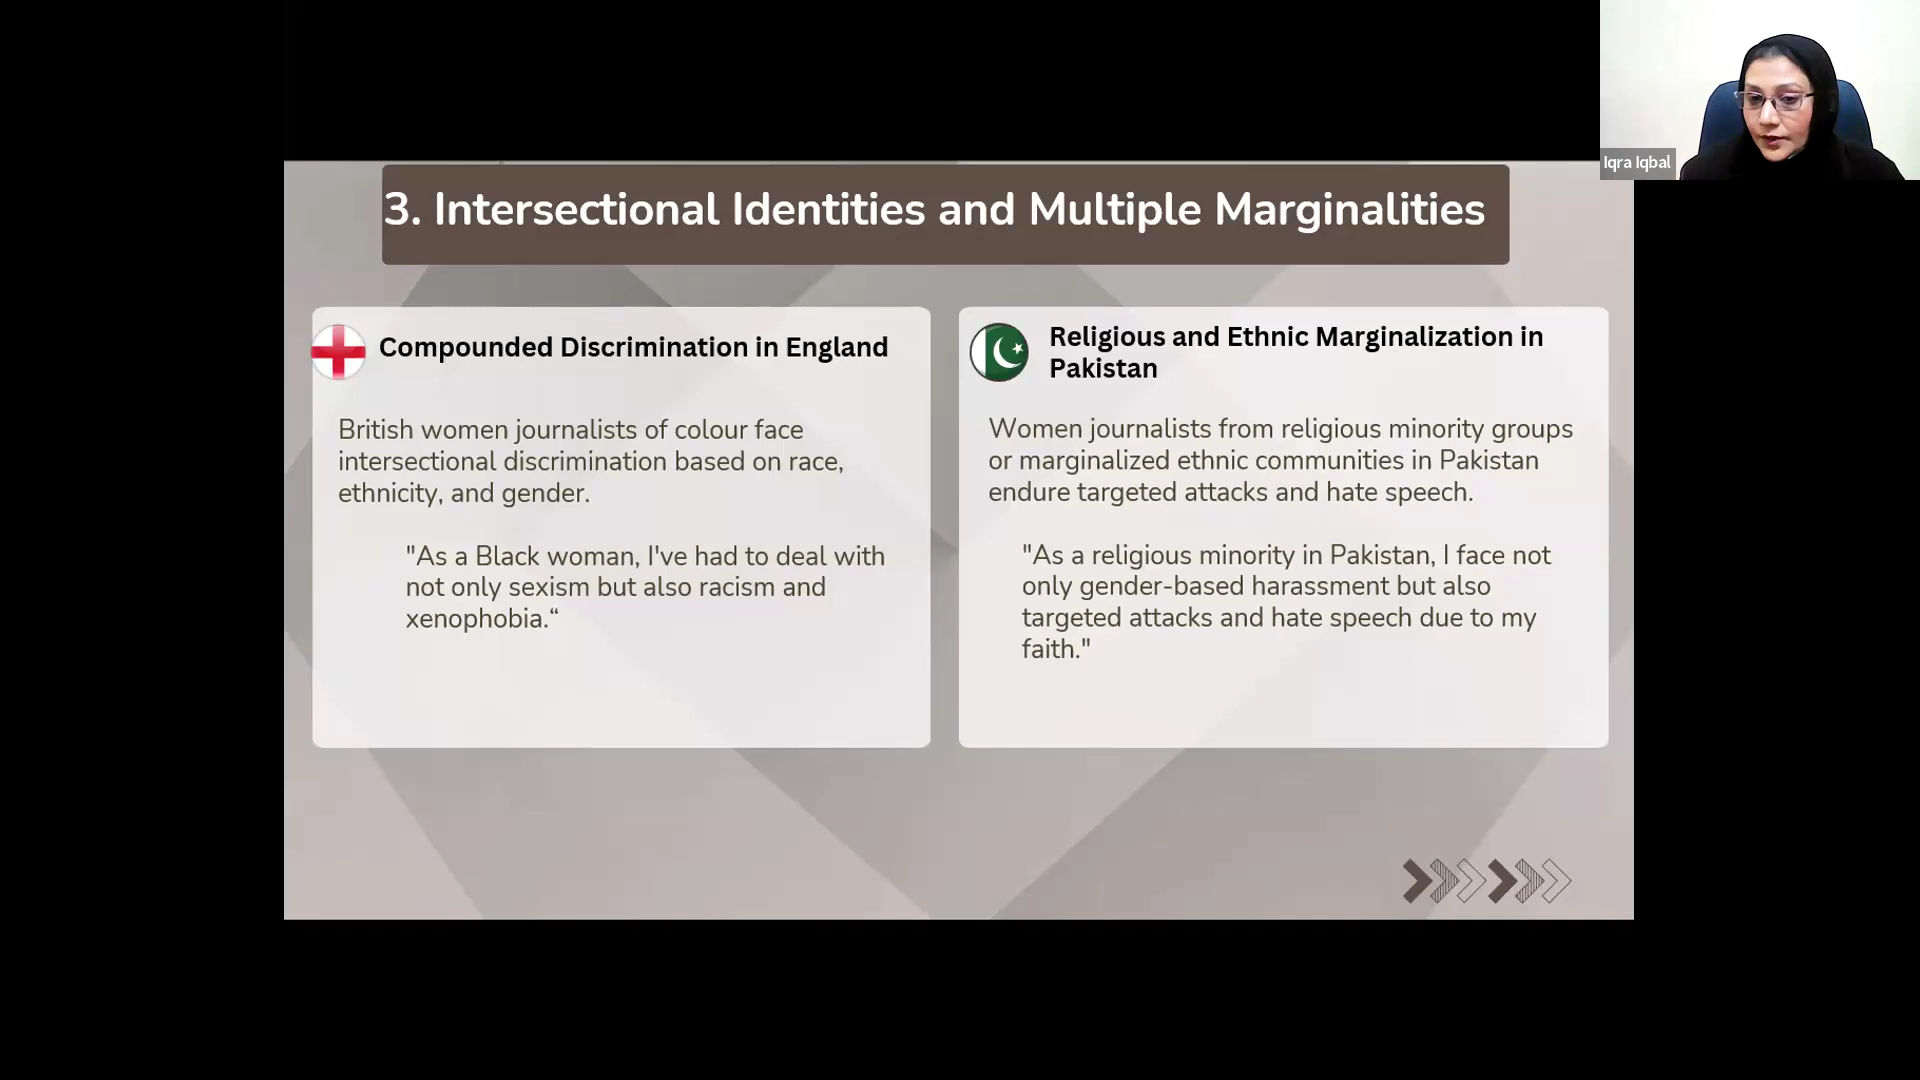 Iqra Iqbal
3. Intersectional Identities and Multiple Marginalities
Compounded Discrimination in England
British women journalists of colour face
intersectional discrimination based on race,
ethnicity, and gender.
"As a Black woman, I've had to deal with
not only sexism but also racism and
xenophobia.“
Religious and Ethnic Marginalization in
Pakistan
Women journalists from religious minority groups
or marginalized ethnic communities in Pakistan
endure targeted attacks and hate speech.
"As a religious minority in Pakistan, I face not
only gender-based harassment but also
targeted attacks and hate speech due to my
faith."